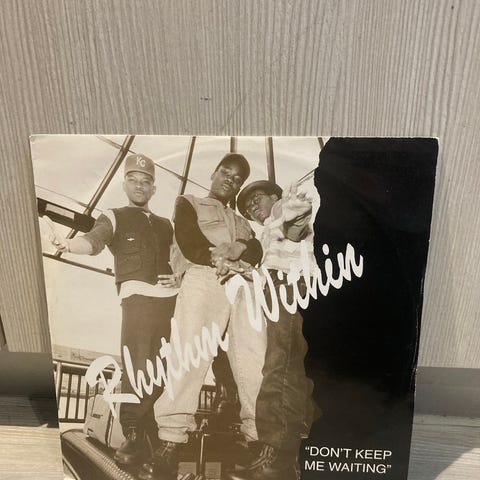 KC
Rhythm Within
"DON'T KEEP
ME WAITING"